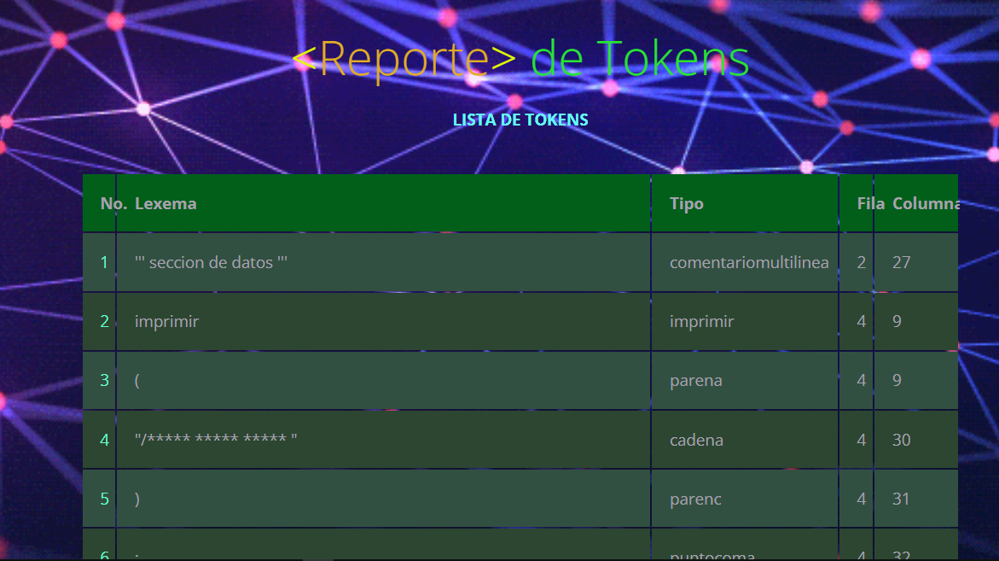 <Reporte> de Tokens
LISTA DE TOKENS
No. Lexema Tipo Fila Columna
1 ''' seccion de datos ''' comentariomultilinea 2 27
2 imprimir imprimir 4 9
3 ( parena 4 9
4 "/***** ***** ***** " cadena 4 30
5 ) parenc 4 31
6 ; puntocoma 4 32